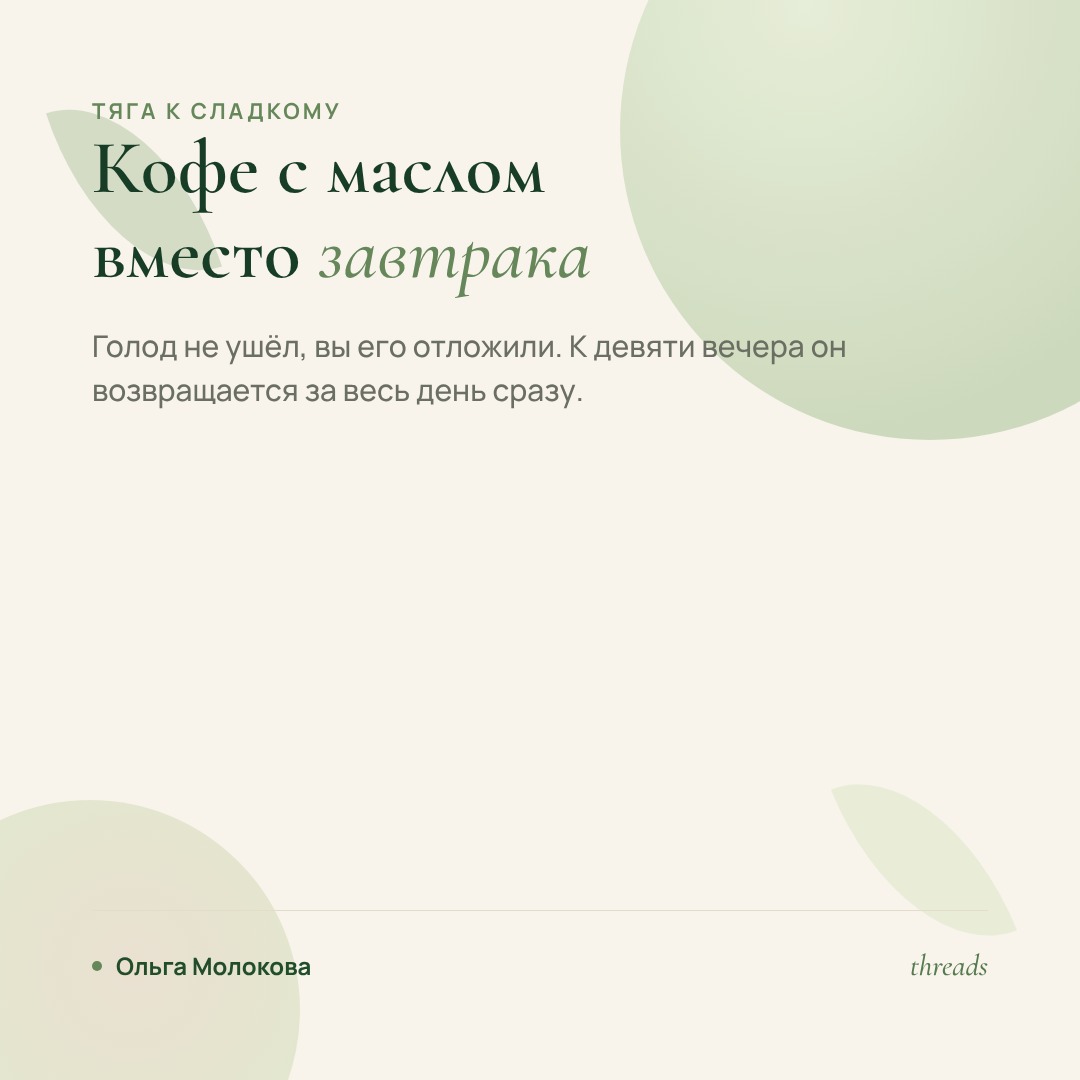 ТЯГА К СЛАДКОМУ
Кофе с маслом
вместо завтрака
Голод не ушёл, вы его отложили. К девяти вечера он
возвращается за весь день сразу.
Ольга Молокова
threads